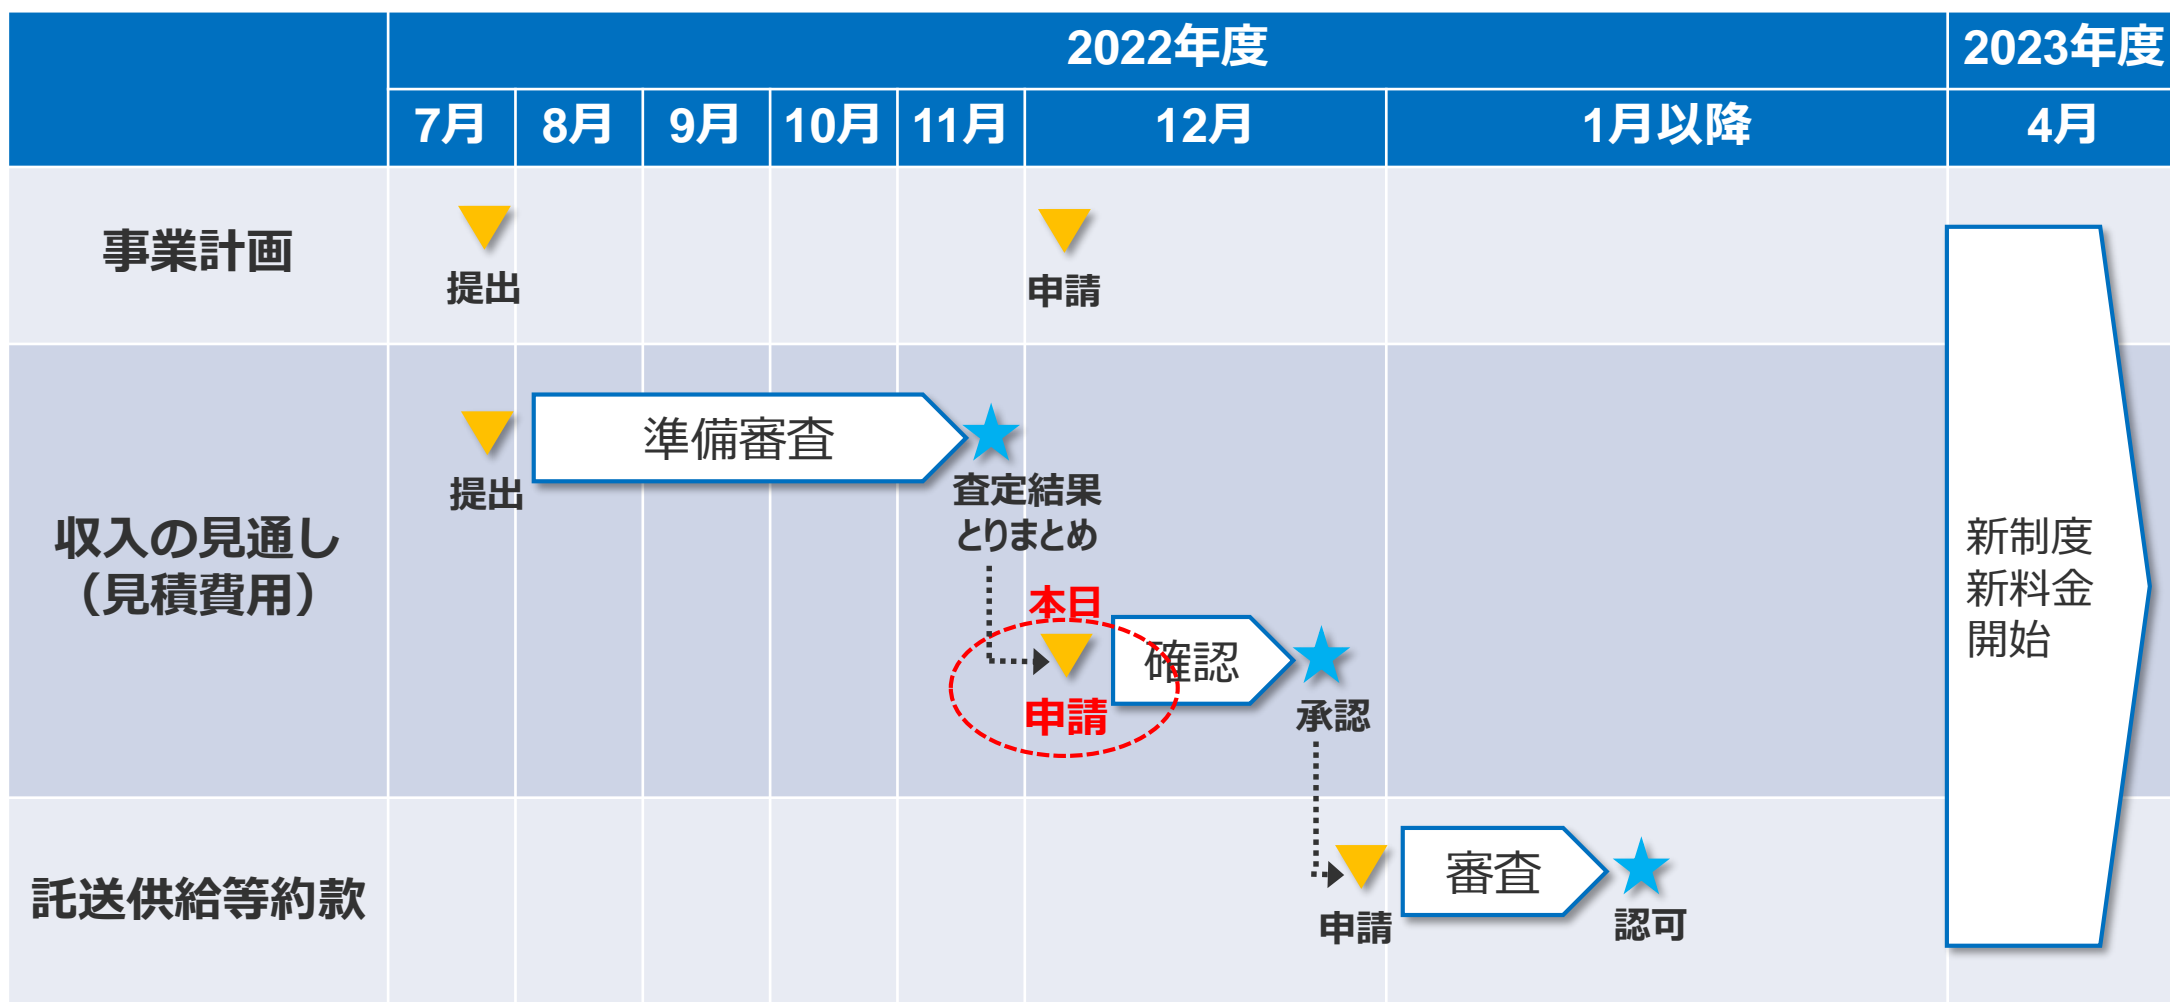 2022年度
2023年度
7月
8月
9月
10月
11月
12月
1月以降
4月
事業計画
提出
申請
収入の見通し
（見積費用）
提出
準備審査
査定結果
とりまとめ
本日
申請
確認
承認
託送供給等約款
申請
審査
認可
新制度
新料金
開始